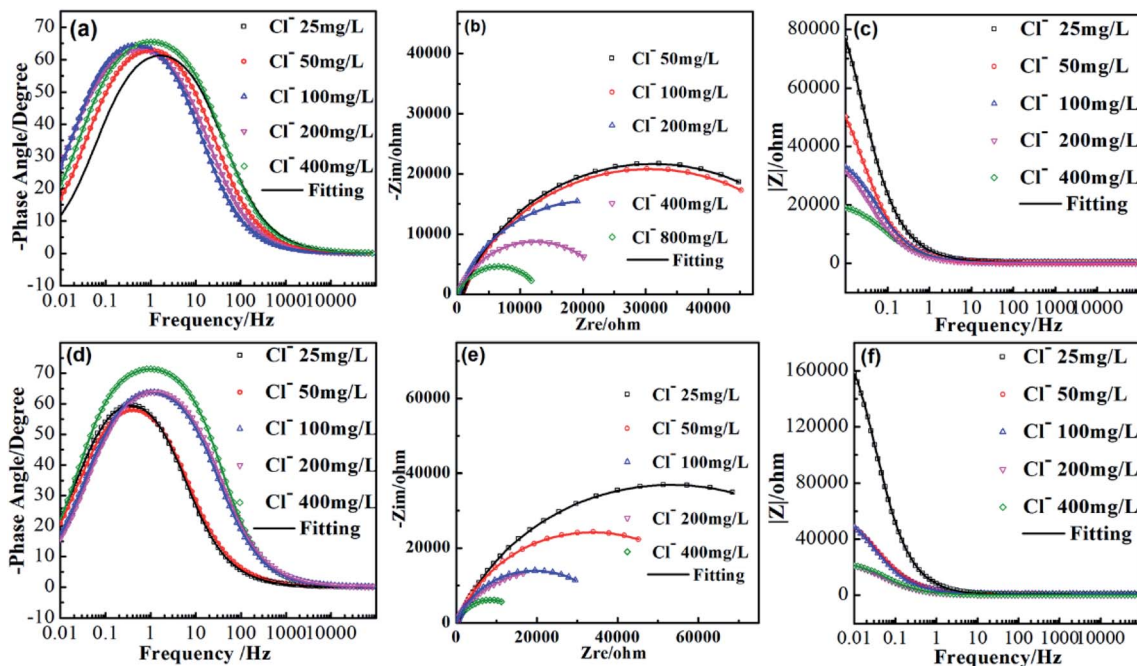 (a)
Cl⁻ 25mg/L
Cl⁻ 50mg/L
Cl⁻ 100mg/L
Cl⁻ 200mg/L
Cl⁻ 400mg/L
Fitting
-Phase Angle/Degree
70
60
50
40
30
20
10
0
-10
0.01 0.1 1 10 100 1000 10000
Frequency/Hz
(b)
Cl⁻ 50mg/L
Cl⁻ 100mg/L
Cl⁻ 200mg/L
Cl⁻ 400mg/L
Cl⁻ 800mg/L
Fitting
-Zim/ohm
40000
30000
20000
10000
0
0 10000 20000 30000 40000
Zre/ohm
(c)
Cl⁻ 25mg/L
Cl⁻ 50mg/L
Cl⁻ 100mg/L
Cl⁻ 200mg/L
Cl⁻ 400mg/L
Fitting
|Z|/ohm
80000
60000
40000
20000
0
0.01 0.1 1 10 100 1000 10000
Frequency/Hz
(d)
Cl⁻ 25mg/L
Cl⁻ 50mg/L
Cl⁻ 100mg/L
Cl⁻ 200mg/L
Cl⁻ 400mg/L
Fitting
-Phase Angle/Degree
70
60
50
40
30
20
10
0
-10
0.01 0.1 1 10 100 1000 10000
Frequency /Hz
(e)
Cl⁻ 25mg/L
Cl⁻ 50mg/L
Cl⁻ 100mg/L
Cl⁻ 200mg/L
Cl⁻ 400mg/L
Fitting
-Zim/ohm
60000
40000
20000
0
0 20000 40000 60000
Zre/ohm
(f)
Cl⁻ 25mg/L
Cl⁻ 50mg/L
Cl⁻ 100mg/L
Cl⁻ 200mg/L
Cl⁻ 400mg/L
Fitting
|Z|/ohm
160000
120000
80000
40000
0
0.01 0.1 1 10 100 1000 10000
Frequency/Hz